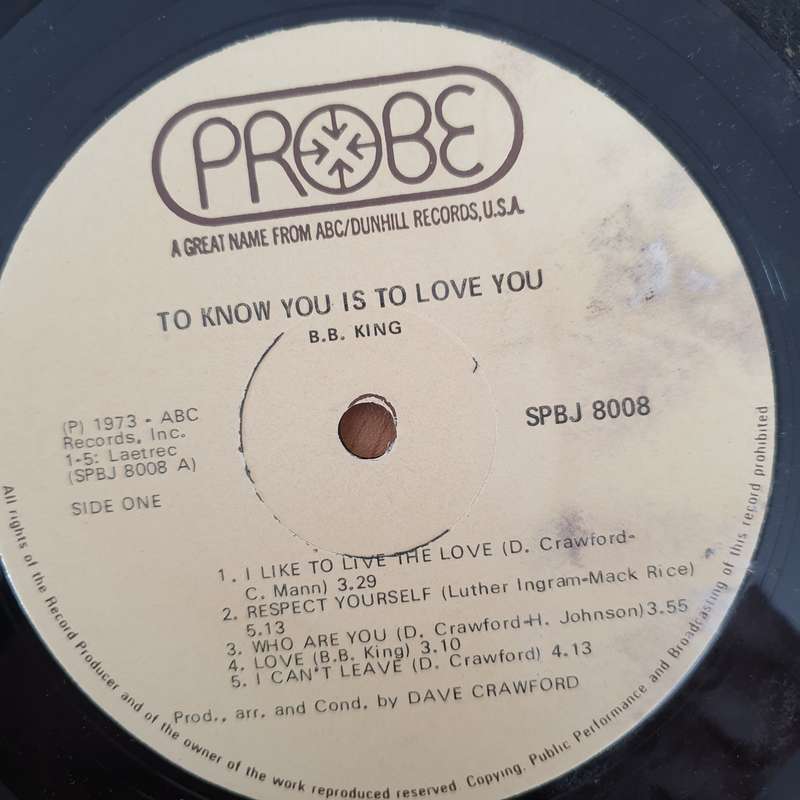 PROBE
A GREAT NAME FROM ABC/DUNHILL RECORDS, U.S.A.
TO KNOW YOU IS TO LOVE YOU
B.B. KING
(P) 1973 - ABC
Records, Inc.
1-5: Laetrec
(SPBJ 8008 A)
SIDE ONE
SPBJ 8008
1. I LIKE TO LIVE THE LOVE (D. Crawford-
C. Mann) 3.29
2. RESPECT YOURSELF (Luther Ingram-Mack Rice)
5.13
3. WHO ARE YOU (D. Crawford-H. Johnson) 3.55
4. LOVE (B.B. King) 3.10
5. I CAN'T LEAVE (D. Crawford) 4.13
Prod., arr. and Cond. by DAVE CRAWFORD
All rights of the Record Producer and of the owner of the work reproduced reserved. Copying, Public Performance and Broadcasting of this record prohibited